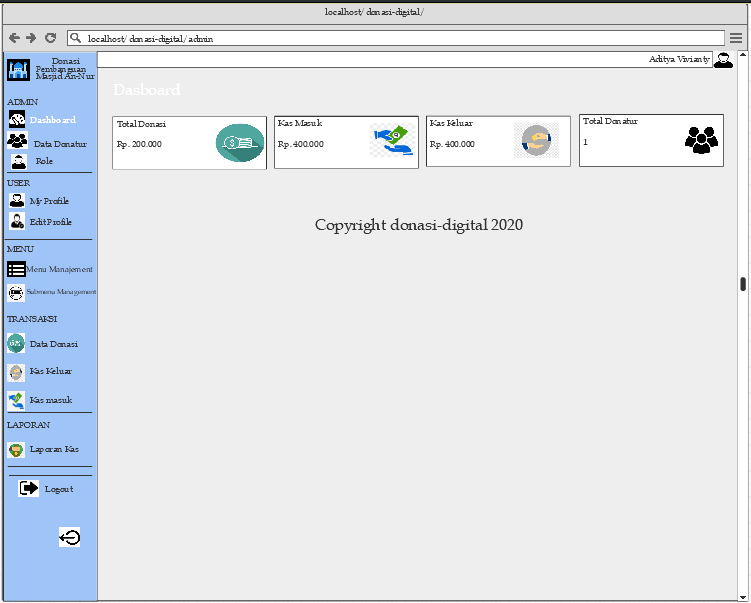 localhost/ donasi-digital/
localhost/ donasi-digital/ admin
Aditya Vivianty
Donasi
Pembanguan
Masjid An-Nur
ADMIN
Dashboard
Data Donatur
Role
USER
My Profile
Edit Profile
MENU
Menu Manajement
Submenu Management
TRANSAKSI
Data Donasi
Kas Keluar
Kas masuk
LAPORAN
Laporan Kas
Logout
Dasboard
Total Donasi
Rp. 200.000
Kas Masuk
Rp. 400.000
Kas Keluar
Rp. 400.000
Total Donatur
1
Copyright donasi-digital 2020